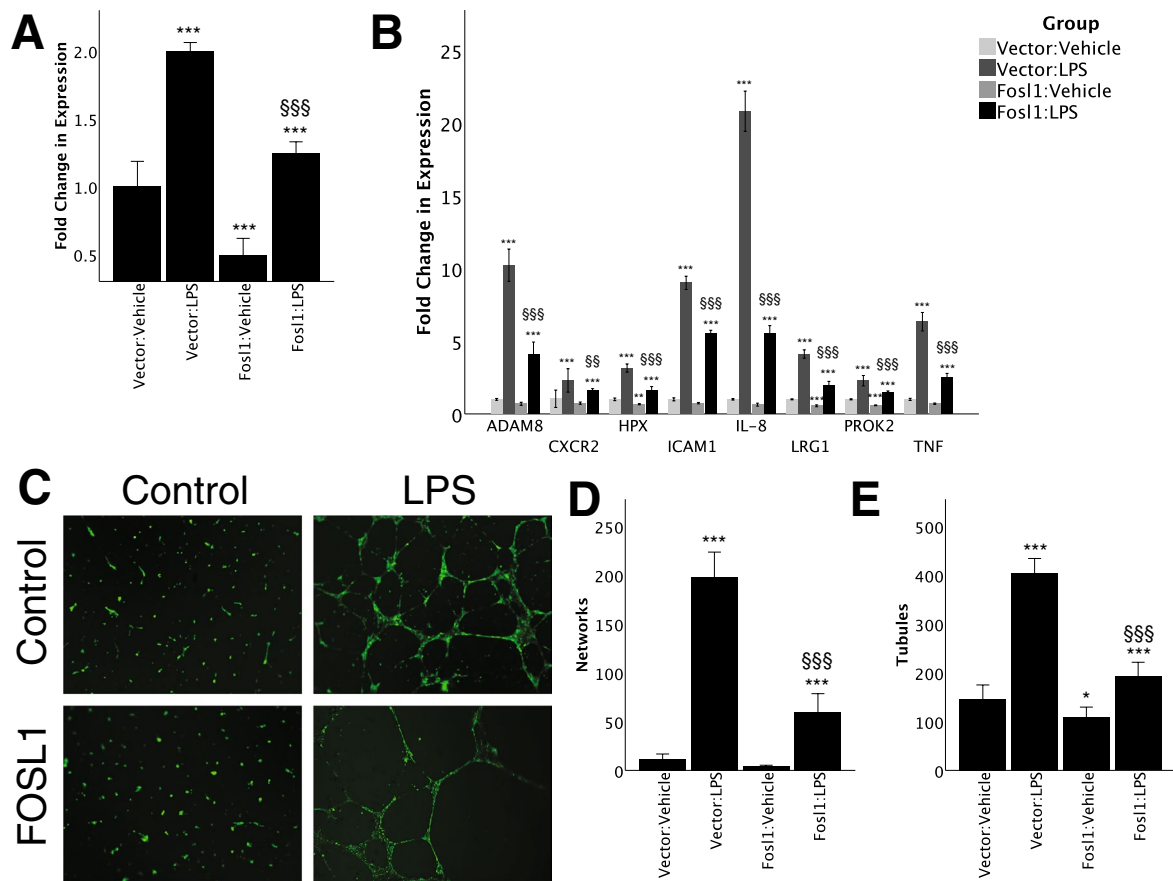 A
Fold Change in Expression
2.0
1.5
1.0
0.5
***
***
§§§
***
Vector:Vehicle
Vector:LPS
Fosl1:Vehicle
Fosl1:LPS
B
Fold Change in Expression
25
20
15
10
5
0
***
§§§
***
***
§§
***
***
**
§§§
***
***
§§§
***
***
§§§
***
***
***
§§§
***
***
***
§§§
***
***
§§§
***
ADAM8
CXCR2
HPX
ICAM1
IL-8
LRG1
PROK2
TNF
Group
Vector:Vehicle
Vector:LPS
Fosl1:Vehicle
Fosl1:LPS
C
Control
LPS
Control
FOSL1
D
Networks
250
200
150
100
50
0
***
§§§
***
Vector:Vehicle
Vector:LPS
Fosl1:Vehicle
Fosl1:LPS
E
Tubules
500
400
300
200
100
0
***
*
§§§
***
Vector:Vehicle
Vector:LPS
Fosl1:Vehicle
Fosl1:LPS